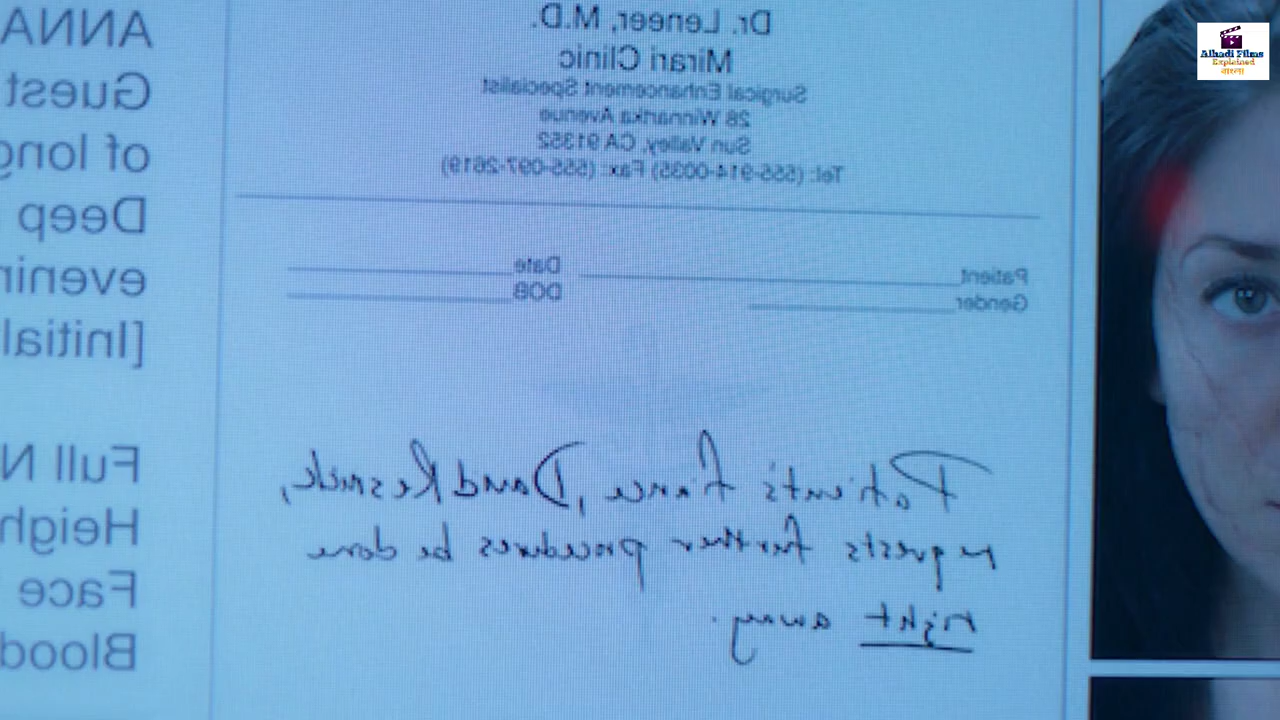 Alhadi Films
Explained
বাংলা
Dr. Leneer, M.D.
Mirari Clinic
Surgical Enhancement Specialist
28 Winnantka Avenue
Sun Valley, CA 91352
Tel: (555-914-0035) Fax: (555-097-2619)
Patient
Date
Gender
DOB
Patient's fiance, David
requests further procedures be done
right away.
ANNA
Guest
of long
Deep
evenin
[Initial
Full N
Heigh
Face
Blood